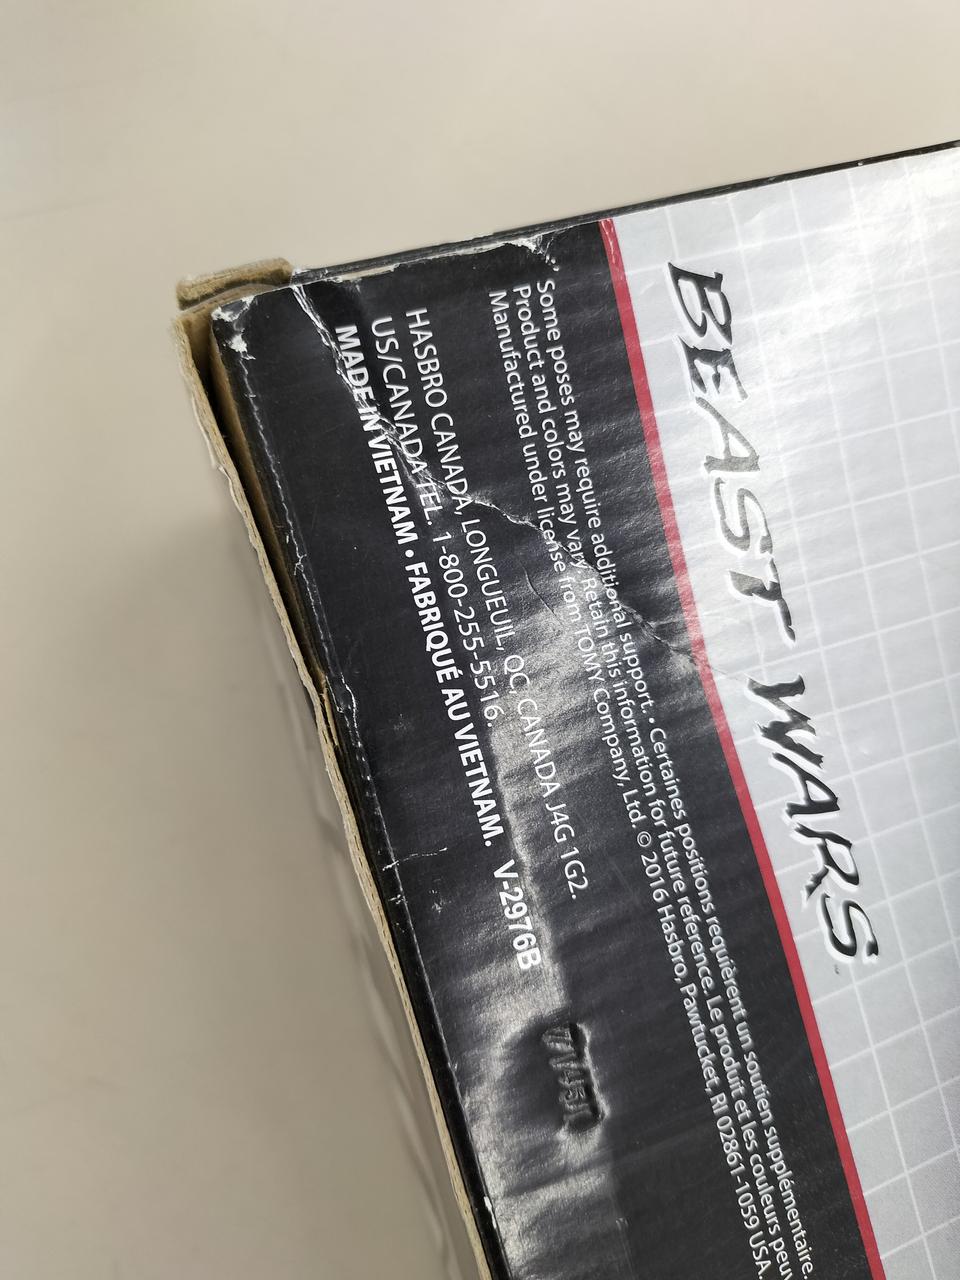 BEAST WARS
Some poses may require additional support. • Certaines positions requièrent un soutien supplémentaire.
Product and colors may vary. Retain this information for future reference. Le produit et les couleurs
Manufactured under license from TOMY Company, Ltd. © 2016 Hasbro, Pawtucket, RI 02861-1059 USA.
HASBRO CANADA, LONGUEUIL, QC, CANADA J4G 1G2.
US/CANADA TEL. 1-800-255-5516.
MADE IN VIETNAM • FABRIQUÉ AU VIETNAM. V-2976B